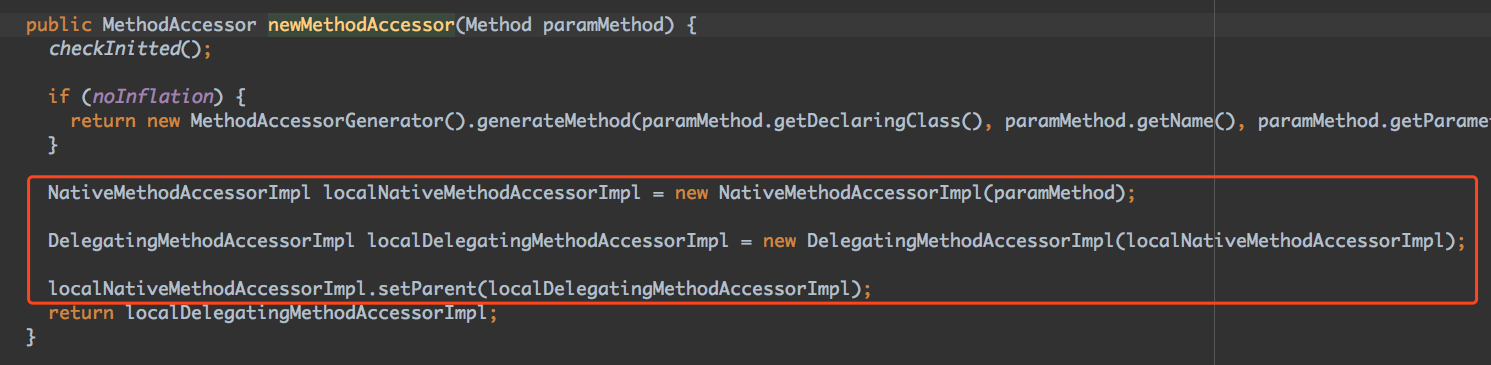 public MethodAccessor newMethodAccessor(Method paramMethod) {
checkInitted();
if (noInflation) {
return new MethodAccessorGenerator().generateMethod(paramMethod.getDeclaringClass(), paramMethod.getName(), paramMethod.getParamet
}
NativeMethodAccessorImpl localNativeMethodAccessorImpl = new NativeMethodAccessorImpl(paramMethod);
DelegatingMethodAccessorImpl localDelegatingMethodAccessorImpl = new DelegatingMethodAccessorImpl(localNativeMethodAccessorImpl);
localNativeMethodAccessorImpl.setParent(localDelegatingMethodAccessorImpl);
return localDelegatingMethodAccessorImpl;
}